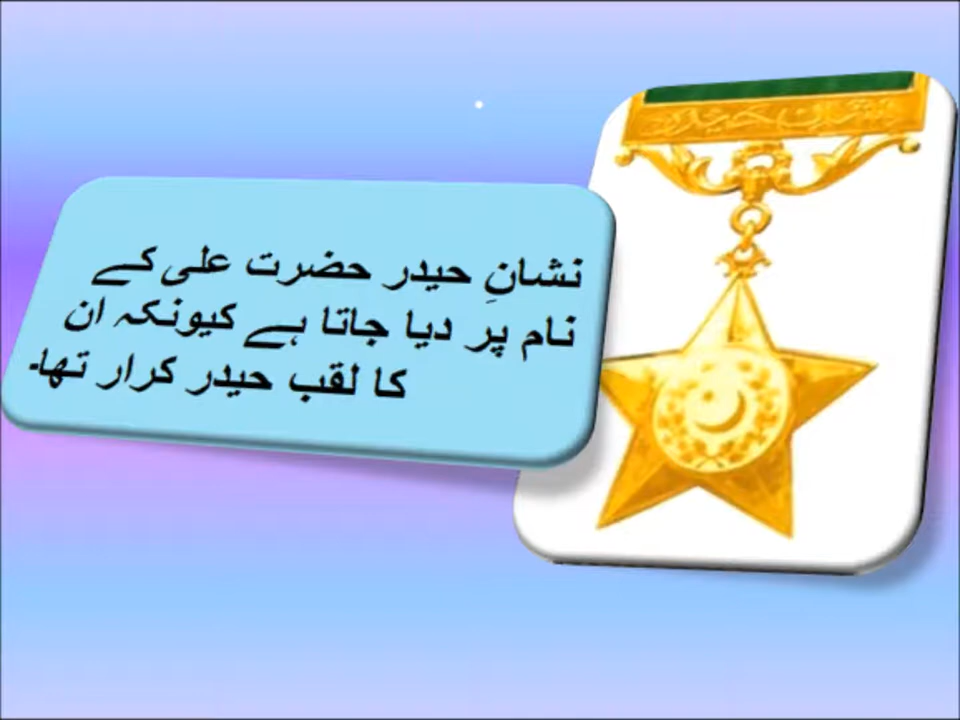 نشان حیدر
نشانِ حیدر حضرت علی کے
نام پر دیا جاتا ہے کیونکہ ان
کا لقب حیدر کرار تھا۔